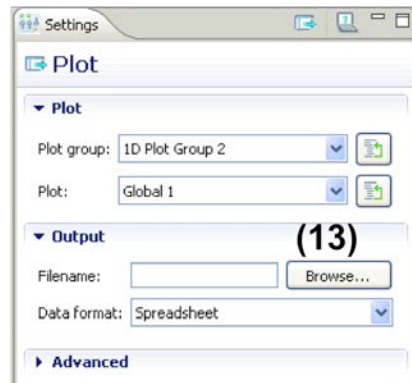 Settings
Plot
Plot
Plot group: 1D Plot Group 2
Plot: Global 1
Output
(13)
Filename: Browse...
Data format: Spreadsheet
Advanced